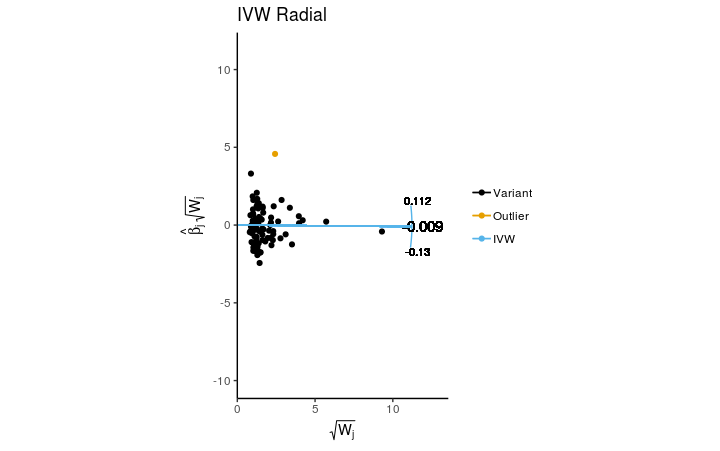 IVW Radial
10
5
0
-5
-10
β̂j√Wj
0.112
-0.009
-0.13
Variant
Outlier
IVW
0 5 10
√Wj